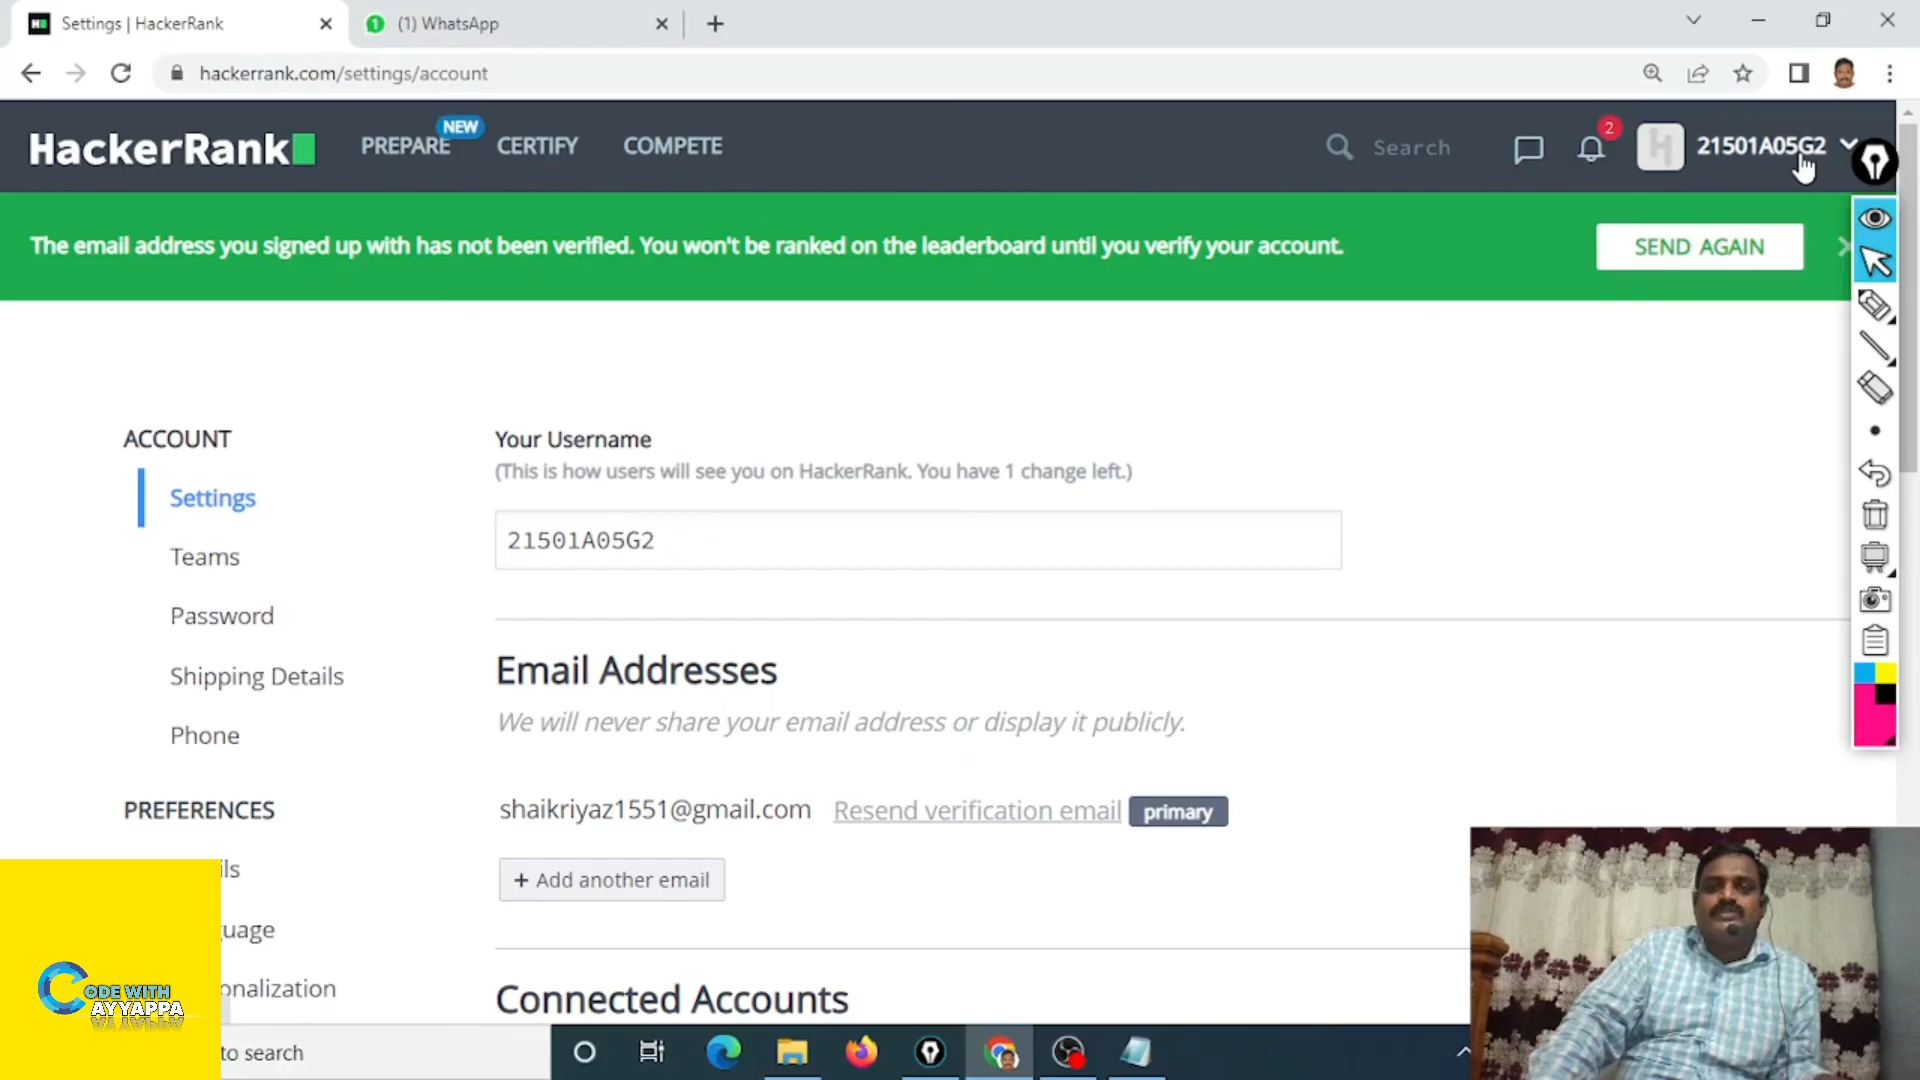 Settings | HackerRank
1
(1) WhatsApp
hackerrank.com/settings/account
HackerRank
PREPARE
NEW
CERTIFY
COMPETE
Search
2
H
21501A05G2
The email address you signed up with has not been verified. You won't be ranked on the leaderboard until you verify your account.
SEND AGAIN
ACCOUNT
Settings
Teams
Password
Shipping Details
Phone
PREFERENCES
ils
uage
onalization
Your Username
(This is how users will see you on HackerRank. You have 1 change left.)
21501A05G2
Email Addresses
We will never share your email address or display it publicly.
shaikriyaz1551@gmail.com Resend verification email primary
+ Add another email
Connected Accounts
CODE WITH
AYYAPPA
to search